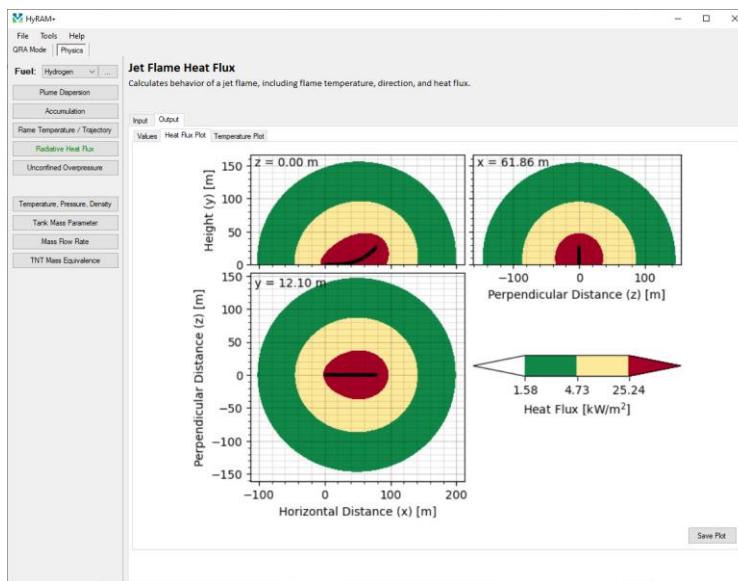 HyRAM+
File Tools Help
QRA Mode Physics
Fuel: Hydrogen ...
Plume Dispersion
Accumulation
Flame Temperature / Trajectory
Radiative Heat Flux
Unconfined Overpressure
Temperature, Pressure, Density
Tank Mass Parameter
Mass Flow Rate
TNT Mass Equivalence
Jet Flame Heat Flux
Calculates behavior of a jet flame, including flame temperature, direction, and heat flux.
Input Output
Values Heat Flux Plot Temperature Plot
z = 0.00 m
150
100
50
0
Height (y) [m]
x = 61.86 m
−100 0 100
Perpendicular Distance (z) [m]
y = 12.10 m
150
100
50
0
−50
−100
−150
Perpendicular Distance (z) [m]
−100 0 100 200
Horizontal Distance (x) [m]
1.58 4.73 25.24
Heat Flux [kW/m²]
Save Plot